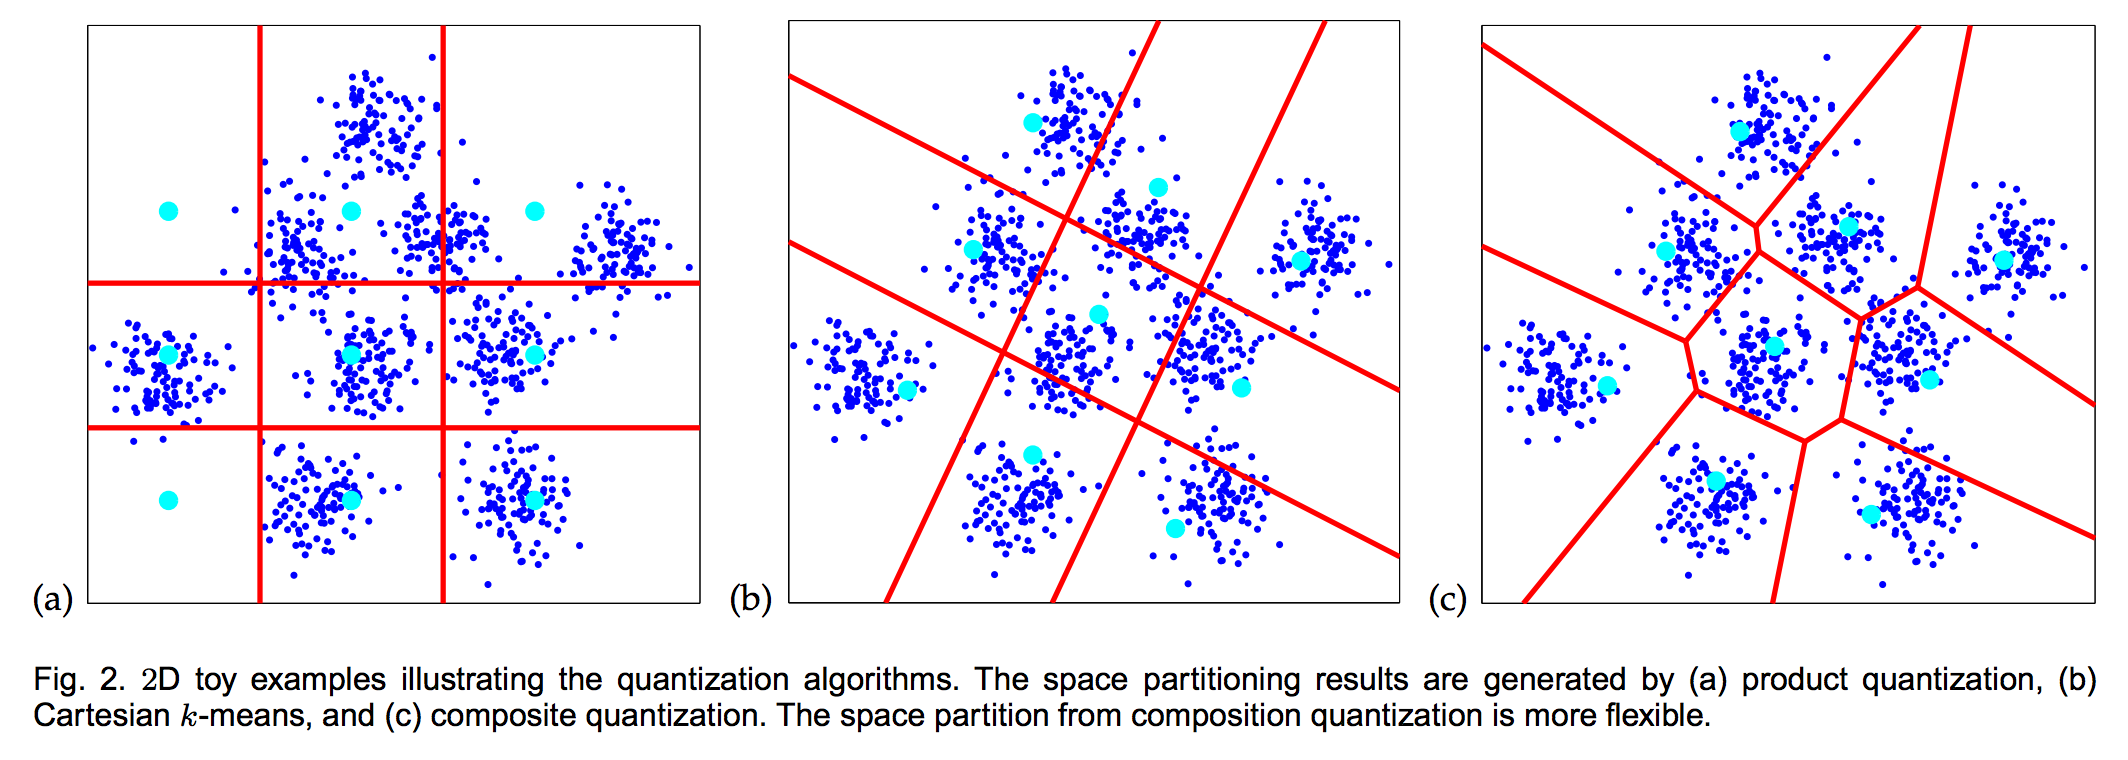 (a)
(b)
(c)
Fig. 2. 2D toy examples illustrating the quantization algorithms. The space partitioning results are generated by (a) product quantization, (b)
Cartesian k-means, and (c) composite quantization. The space partition from composition quantization is more flexible.